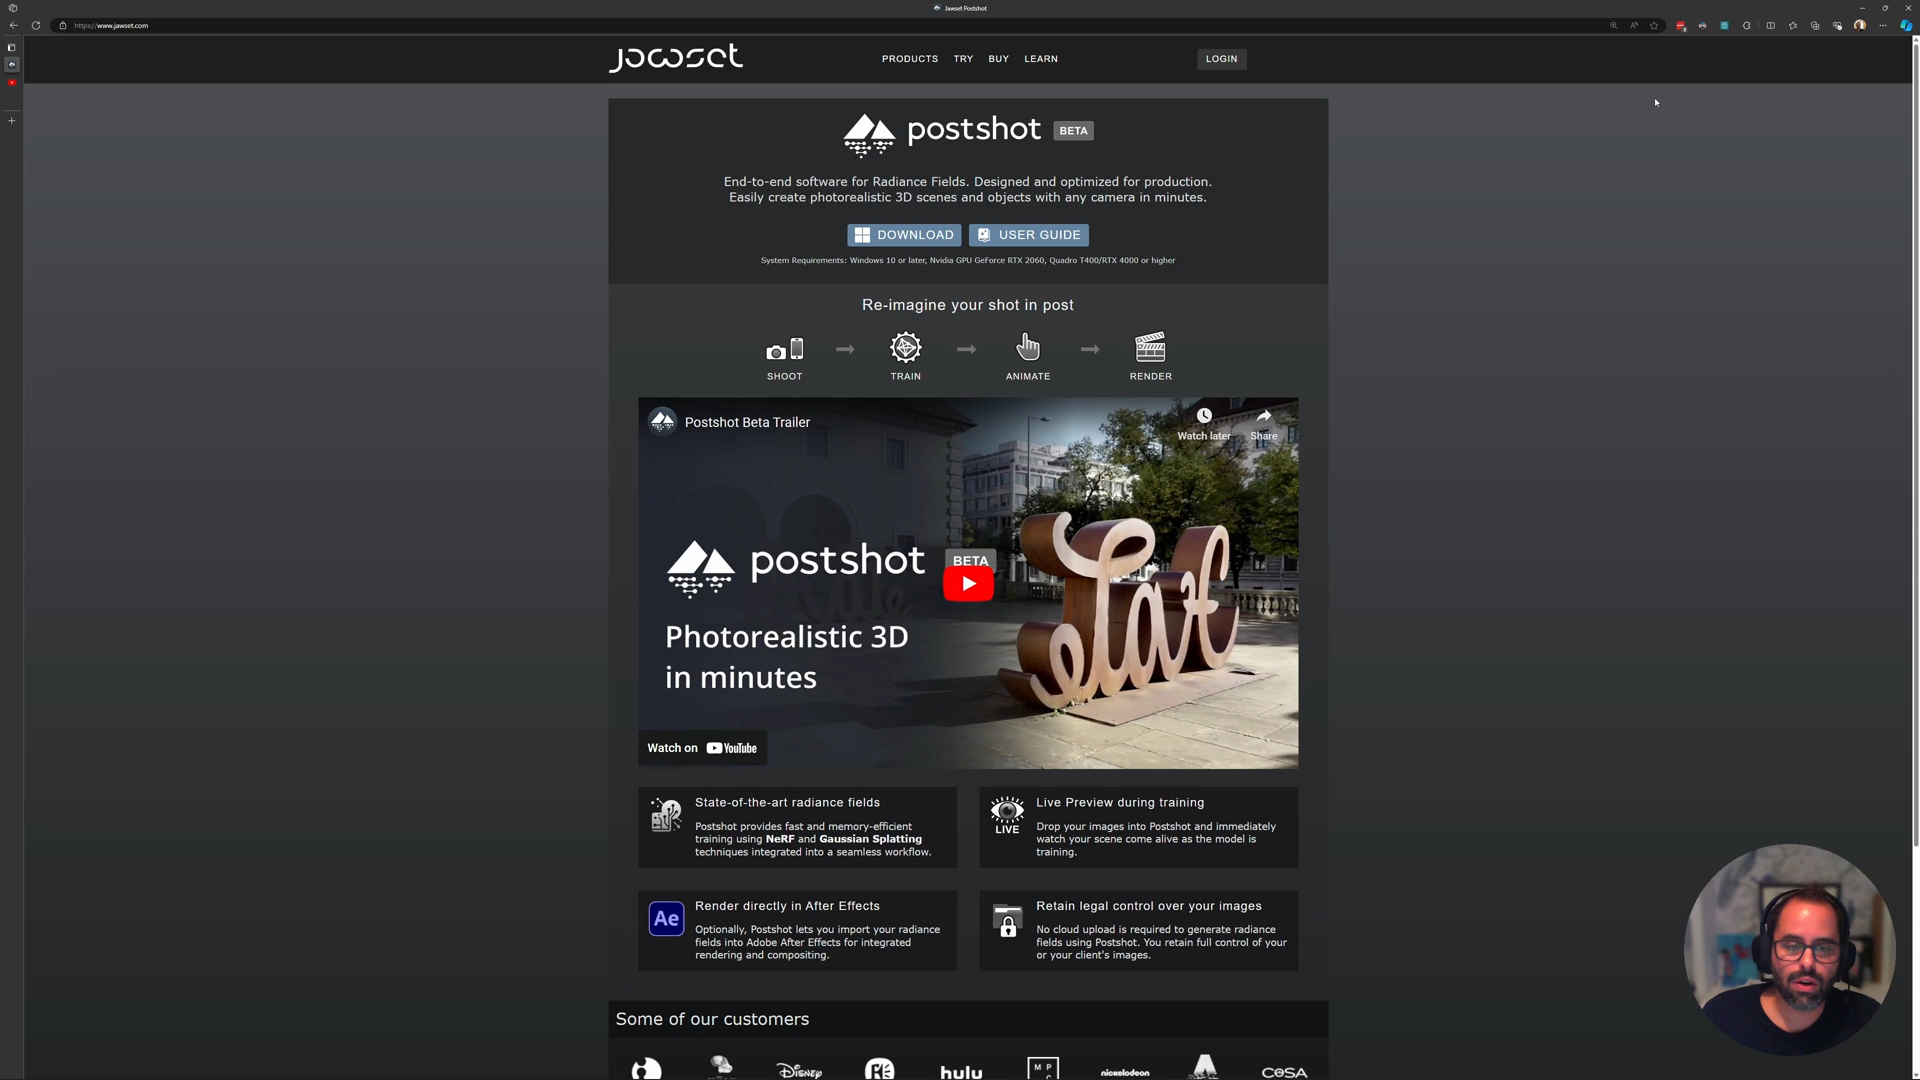 Jawset Postshot
https://www.jawset.com
jawset
PRODUCTS TRY BUY LEARN
LOGIN
postshot BETA
End-to-end software for Radiance Fields. Designed and optimized for production.
Easily create photorealistic 3D scenes and objects with any camera in minutes.
DOWNLOAD USER GUIDE
System Requirements: Windows 10 or later, Nvidia GPU GeForce RTX 2060, Quadro T400/RTX 4000 or higher
Re-imagine your shot in post
SHOOT TRAIN ANIMATE RENDER
Postshot Beta Trailer
Watch later Share
postshot BETA
Photorealistic 3D
in minutes
Watch on YouTube
State-of-the-art radiance fields
Postshot provides fast and memory-efficient
training using NeRF and Gaussian Splatting
techniques integrated into a seamless workflow.
LIVE
Live Preview during training
Drop your images into Postshot and immediately
watch your scene come alive as the model is
training.
Ae
Render directly in After Effects
Optionally, Postshot lets you import your radiance
fields into Adobe After Effects for integrated
rendering and compositing.
Retain legal control over your images
No cloud upload is required to generate radiance
fields using Postshot. You retain full control of your
or your client's images.
Some of our customers
DISNEY hulu M P C nickelodeon COSA